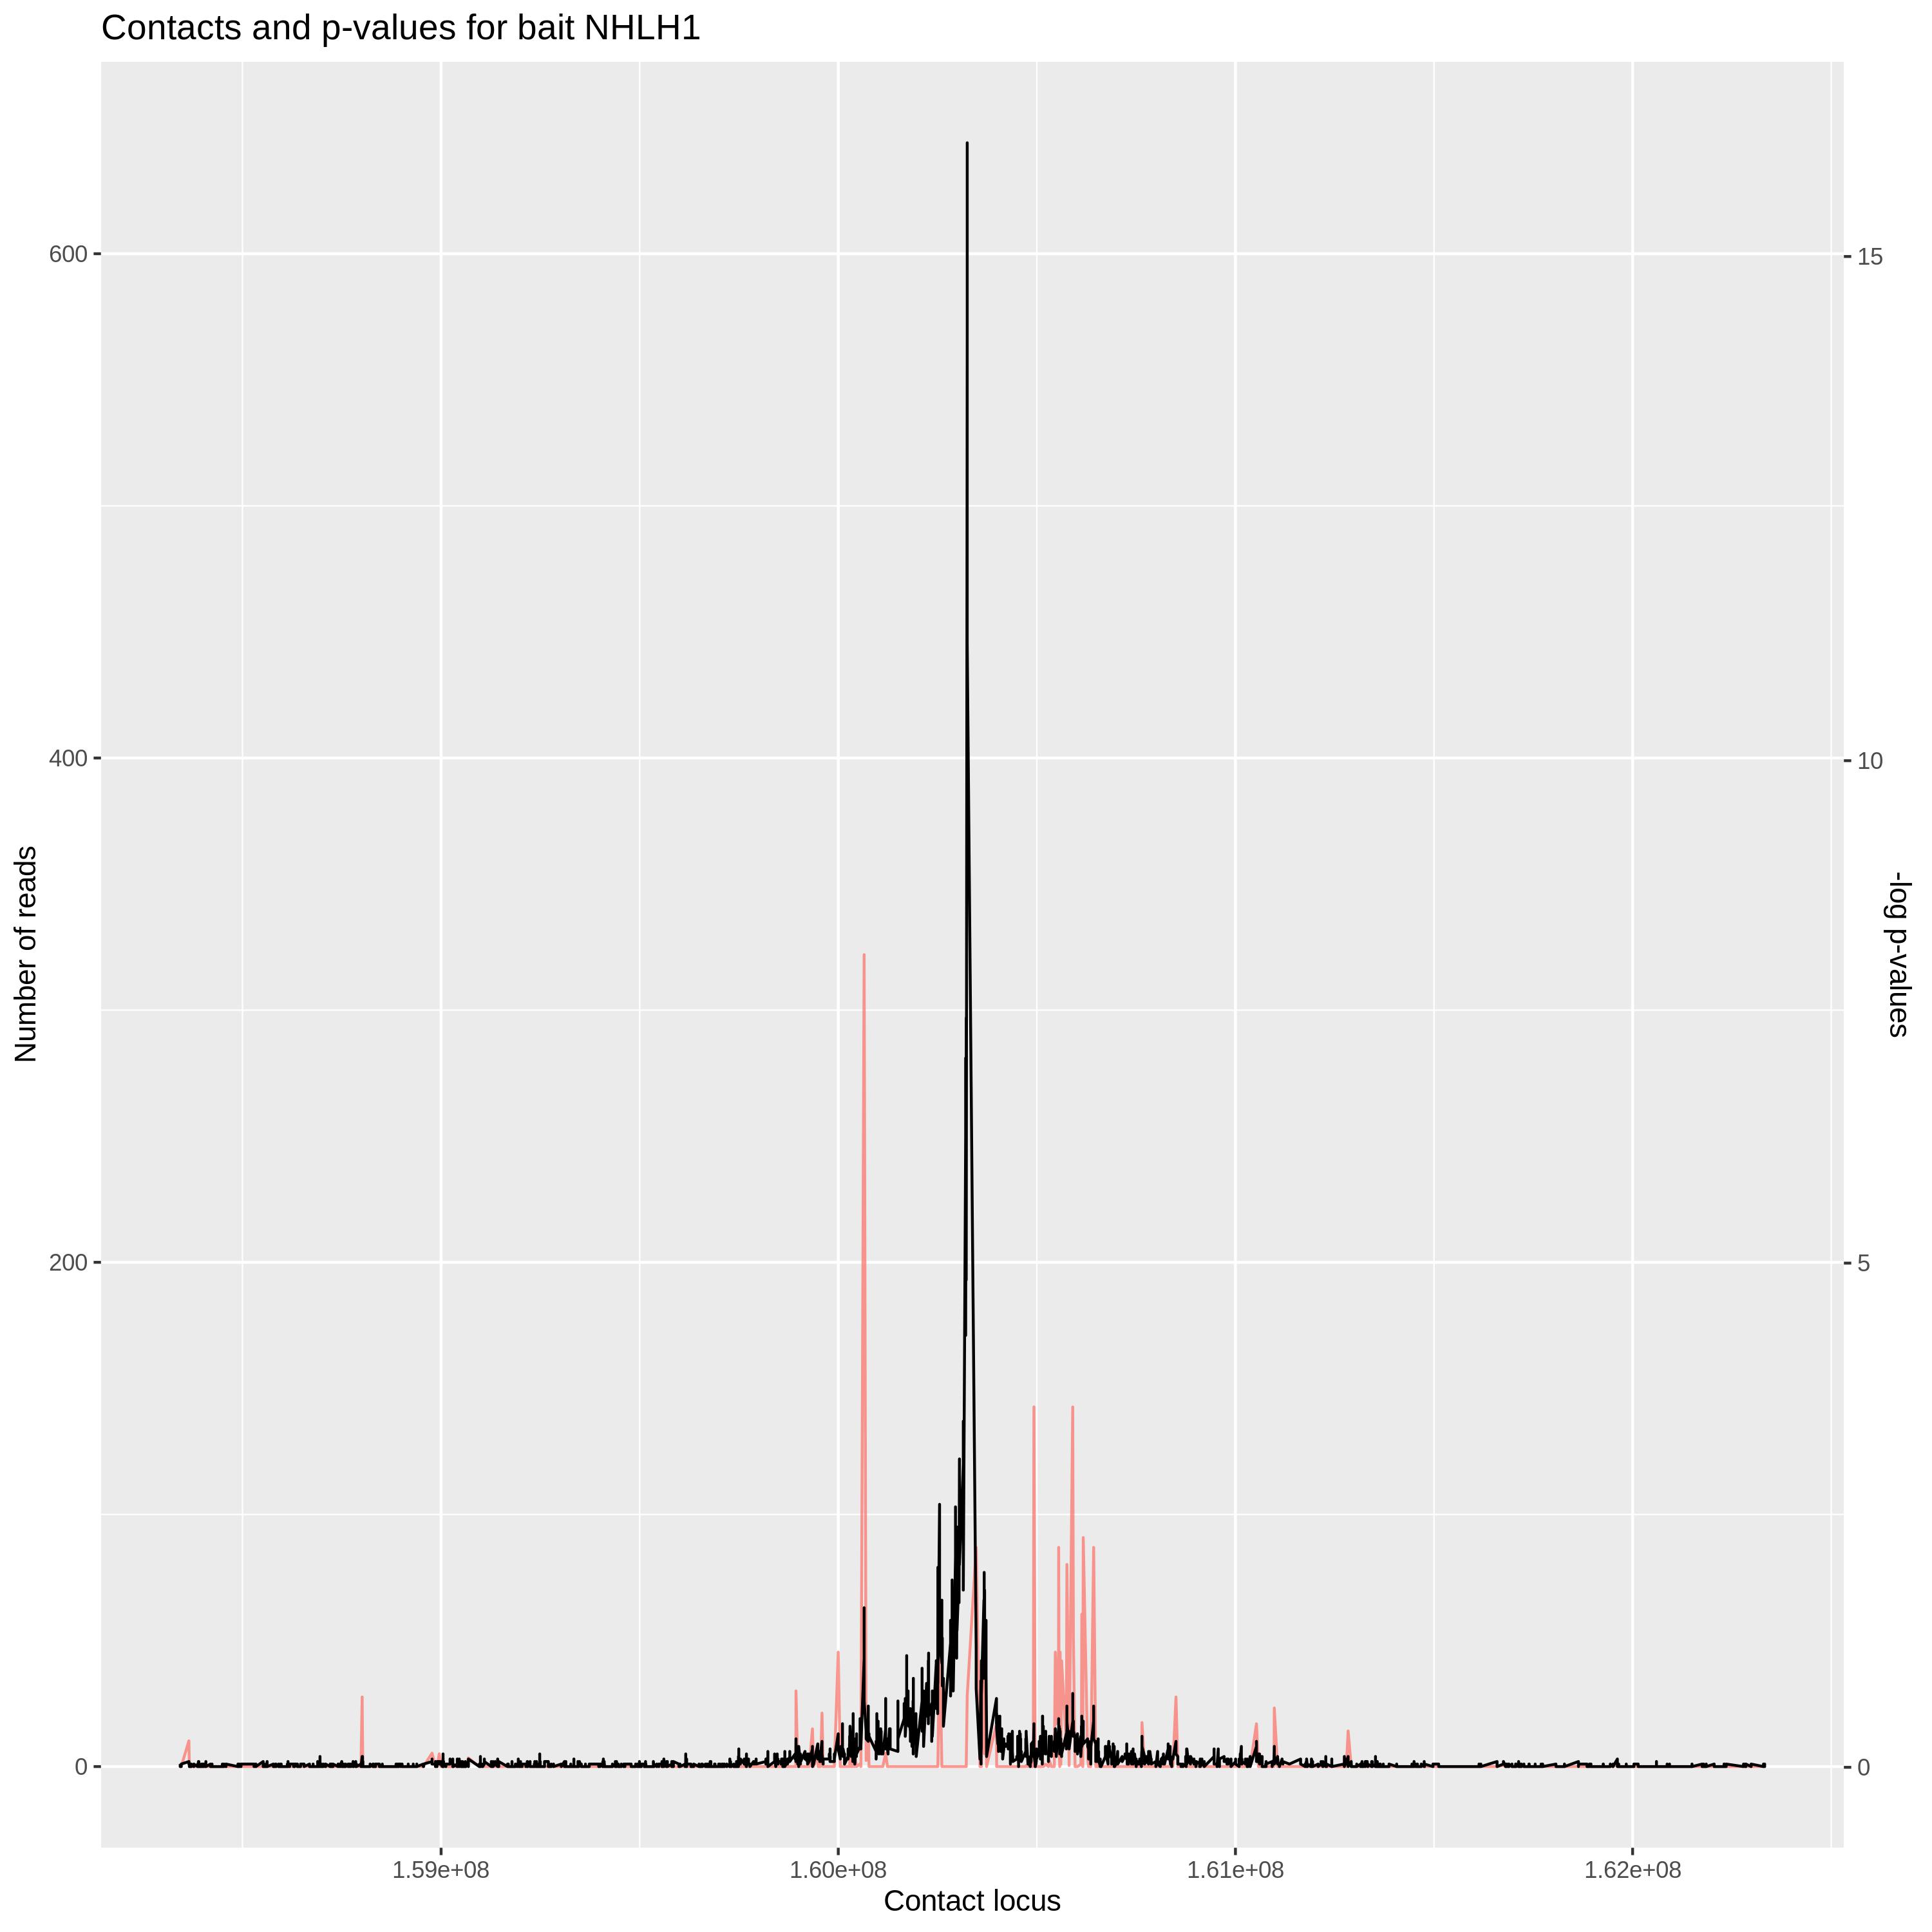 Contacts and p-values for bait NHLH1
600
400
200
0
Number of reads
15
10
5
0
-log p-values
1.59e+08
1.60e+08
1.61e+08
1.62e+08
Contact locus